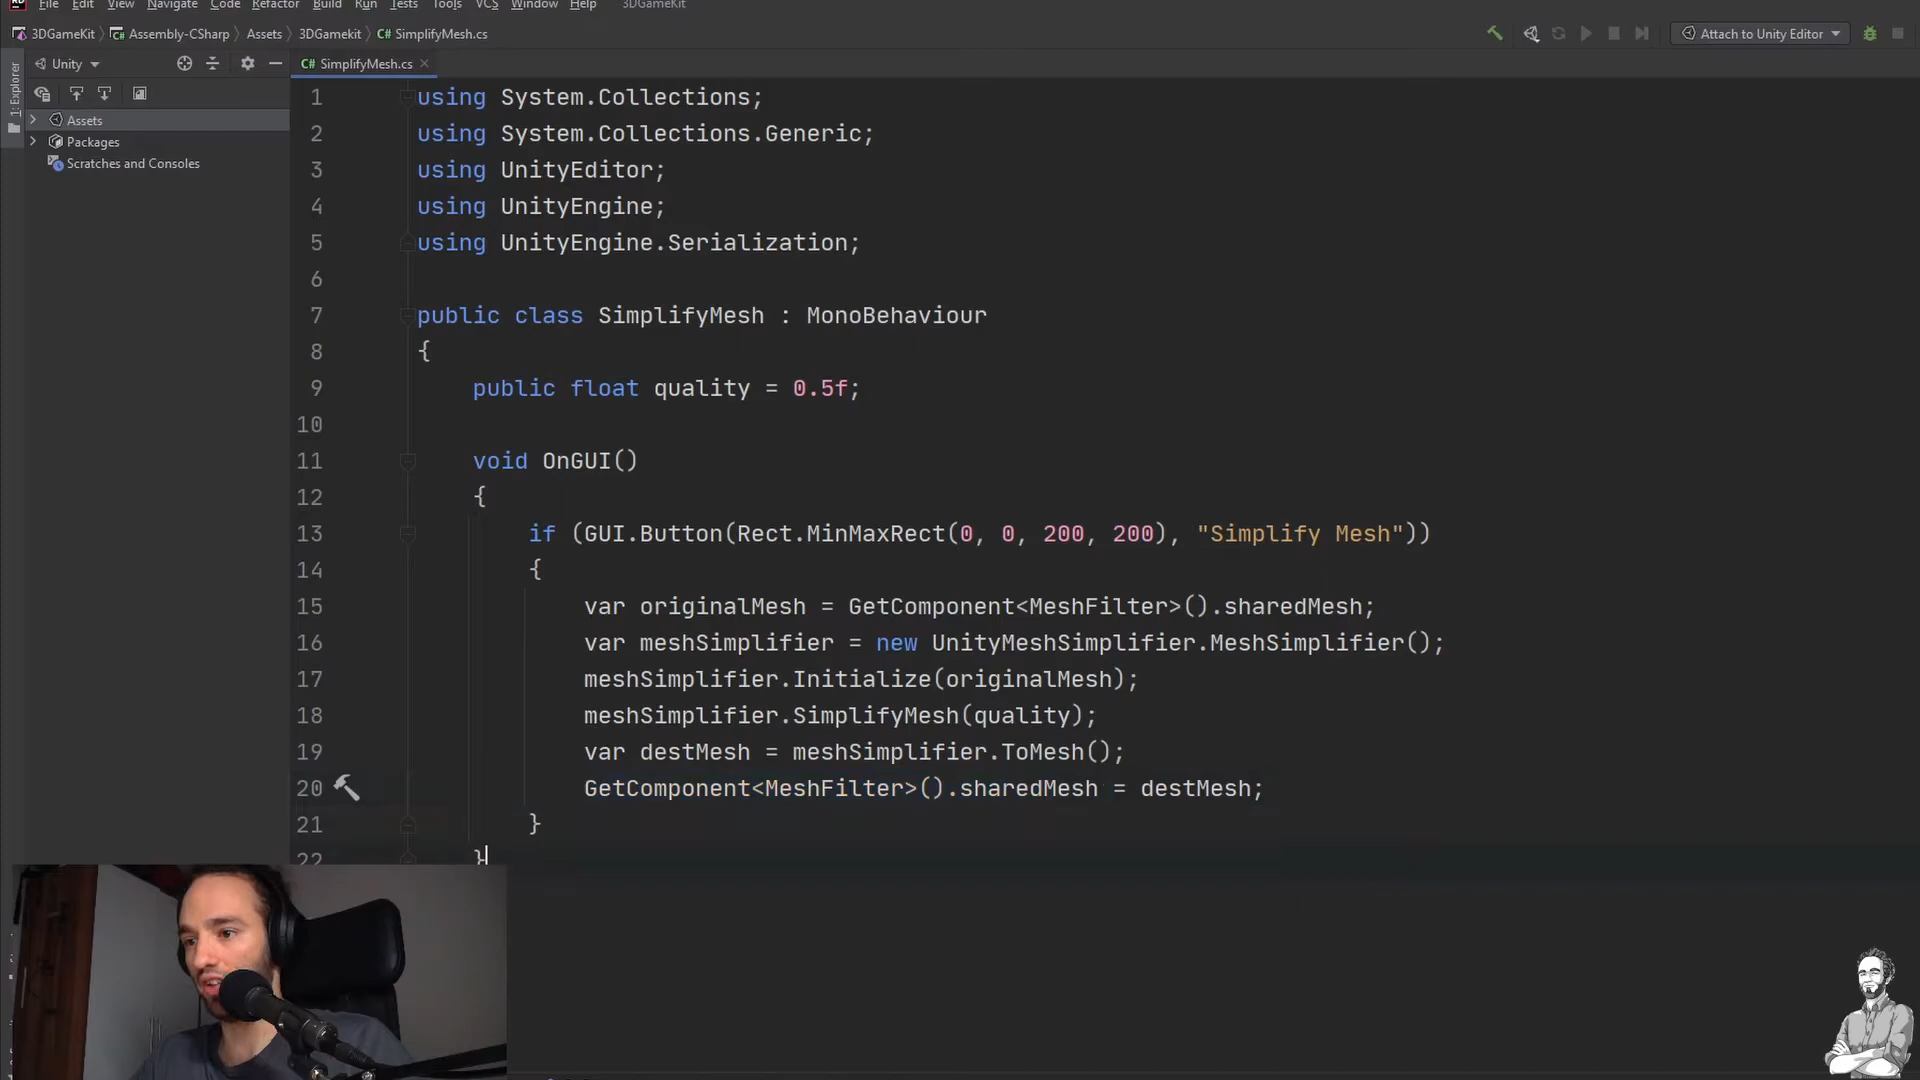 File Edit View Navigate Code Refactor Build Run Tests Tools VCS Window Help 3DGameKit
3DGameKit Assembly-CSharp Assets 3DGamekit C# SimplifyMesh.cs
Attach to Unity Editor
1: Explorer
Unity
C# SimplifyMesh.cs
Assets
Packages
Scratches and Consoles
1 using System.Collections;
2 using System.Collections.Generic;
3 using UnityEditor;
4 using UnityEngine;
5 using UnityEngine.Serialization;
6
7 public class SimplifyMesh : MonoBehaviour
8 {
9 public float quality = 0.5f;
10
11 void OnGUI()
12 {
13 if (GUI.Button(Rect.MinMaxRect(0, 0, 200, 200), "Simplify Mesh"))
14 {
15 var originalMesh = GetComponent<MeshFilter>().sharedMesh;
16 var meshSimplifier = new UnityMeshSimplifier.MeshSimplifier();
17 meshSimplifier.Initialize(originalMesh);
18 meshSimplifier.SimplifyMesh(quality);
19 var destMesh = meshSimplifier.ToMesh();
20 GetComponent<MeshFilter>().sharedMesh = destMesh;
21 }
22 }